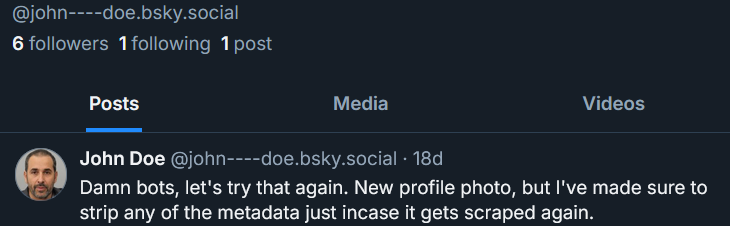 @john----doe.bsky.social
6 followers 1 following 1 post
Posts Media Videos
John Doe @john----doe.bsky.social · 18d
Damn bots, let's try that again. New profile photo, but I've made sure to
strip any of the metadata just incase it gets scraped again.